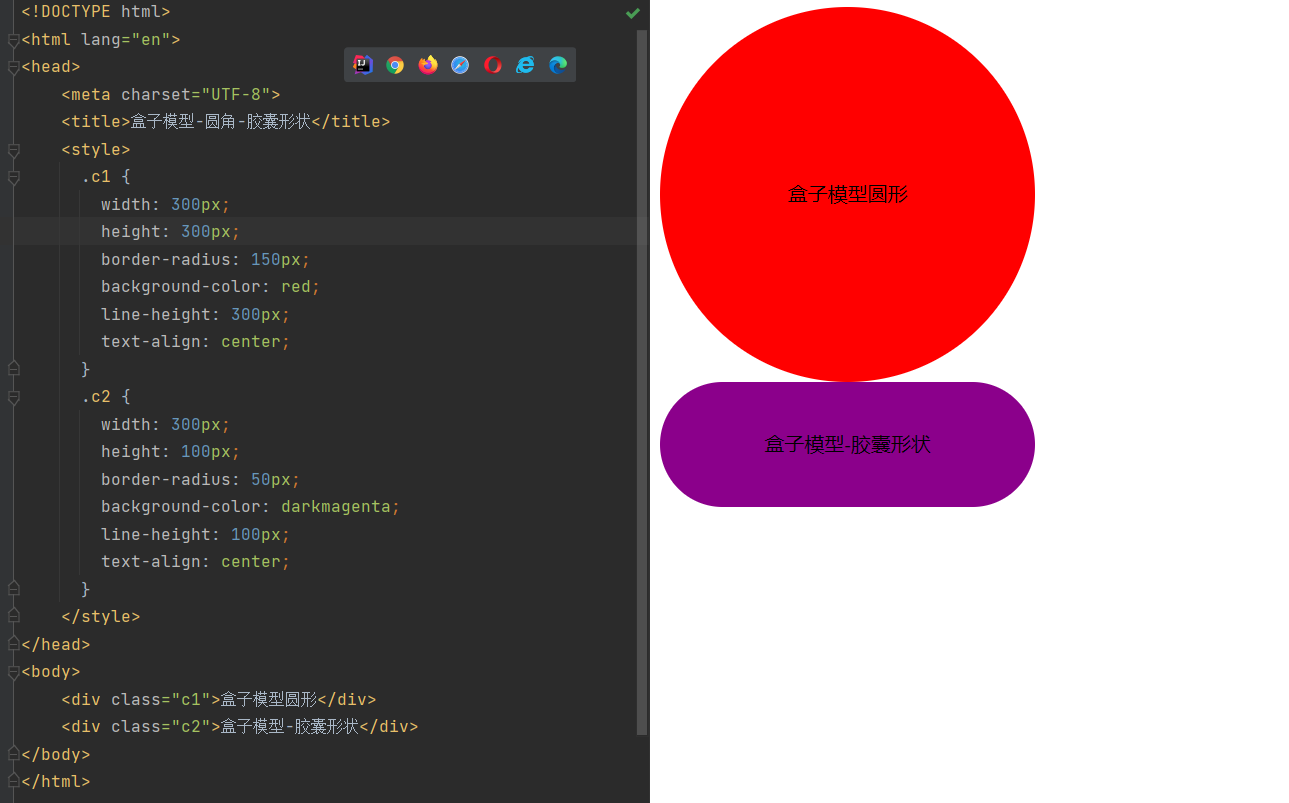 <!DOCTYPE html>
<html lang="en">
<head>
    <meta charset="UTF-8">
    <title>盒子模型-圆角-胶囊形状</title>
    <style>
      .c1 {
        width: 300px;
        height: 300px;
        border-radius: 150px;
        background-color: red;
        line-height: 300px;
        text-align: center;
      }
      .c2 {
        width: 300px;
        height: 100px;
        border-radius: 50px;
        background-color: darkmagenta;
        line-height: 100px;
        text-align: center;
      }
    </style>
</head>
<body>
    <div class="c1">盒子模型圆形</div>
    <div class="c2">盒子模型-胶囊形状</div>
</body>
</html>
盒子模型圆形
盒子模型-胶囊形状